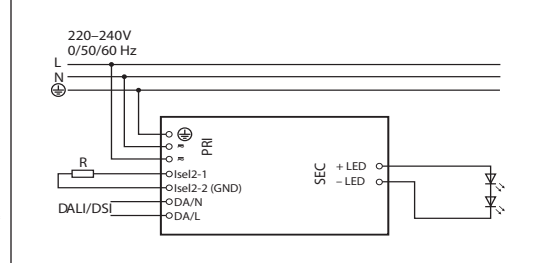 220–240V
0/50/60 Hz
L
N
PRI
R
Isel2-1
Isel2-2 (GND)
DALI/DSI
DA/N
DA/L
SEC
+ LED
– LED